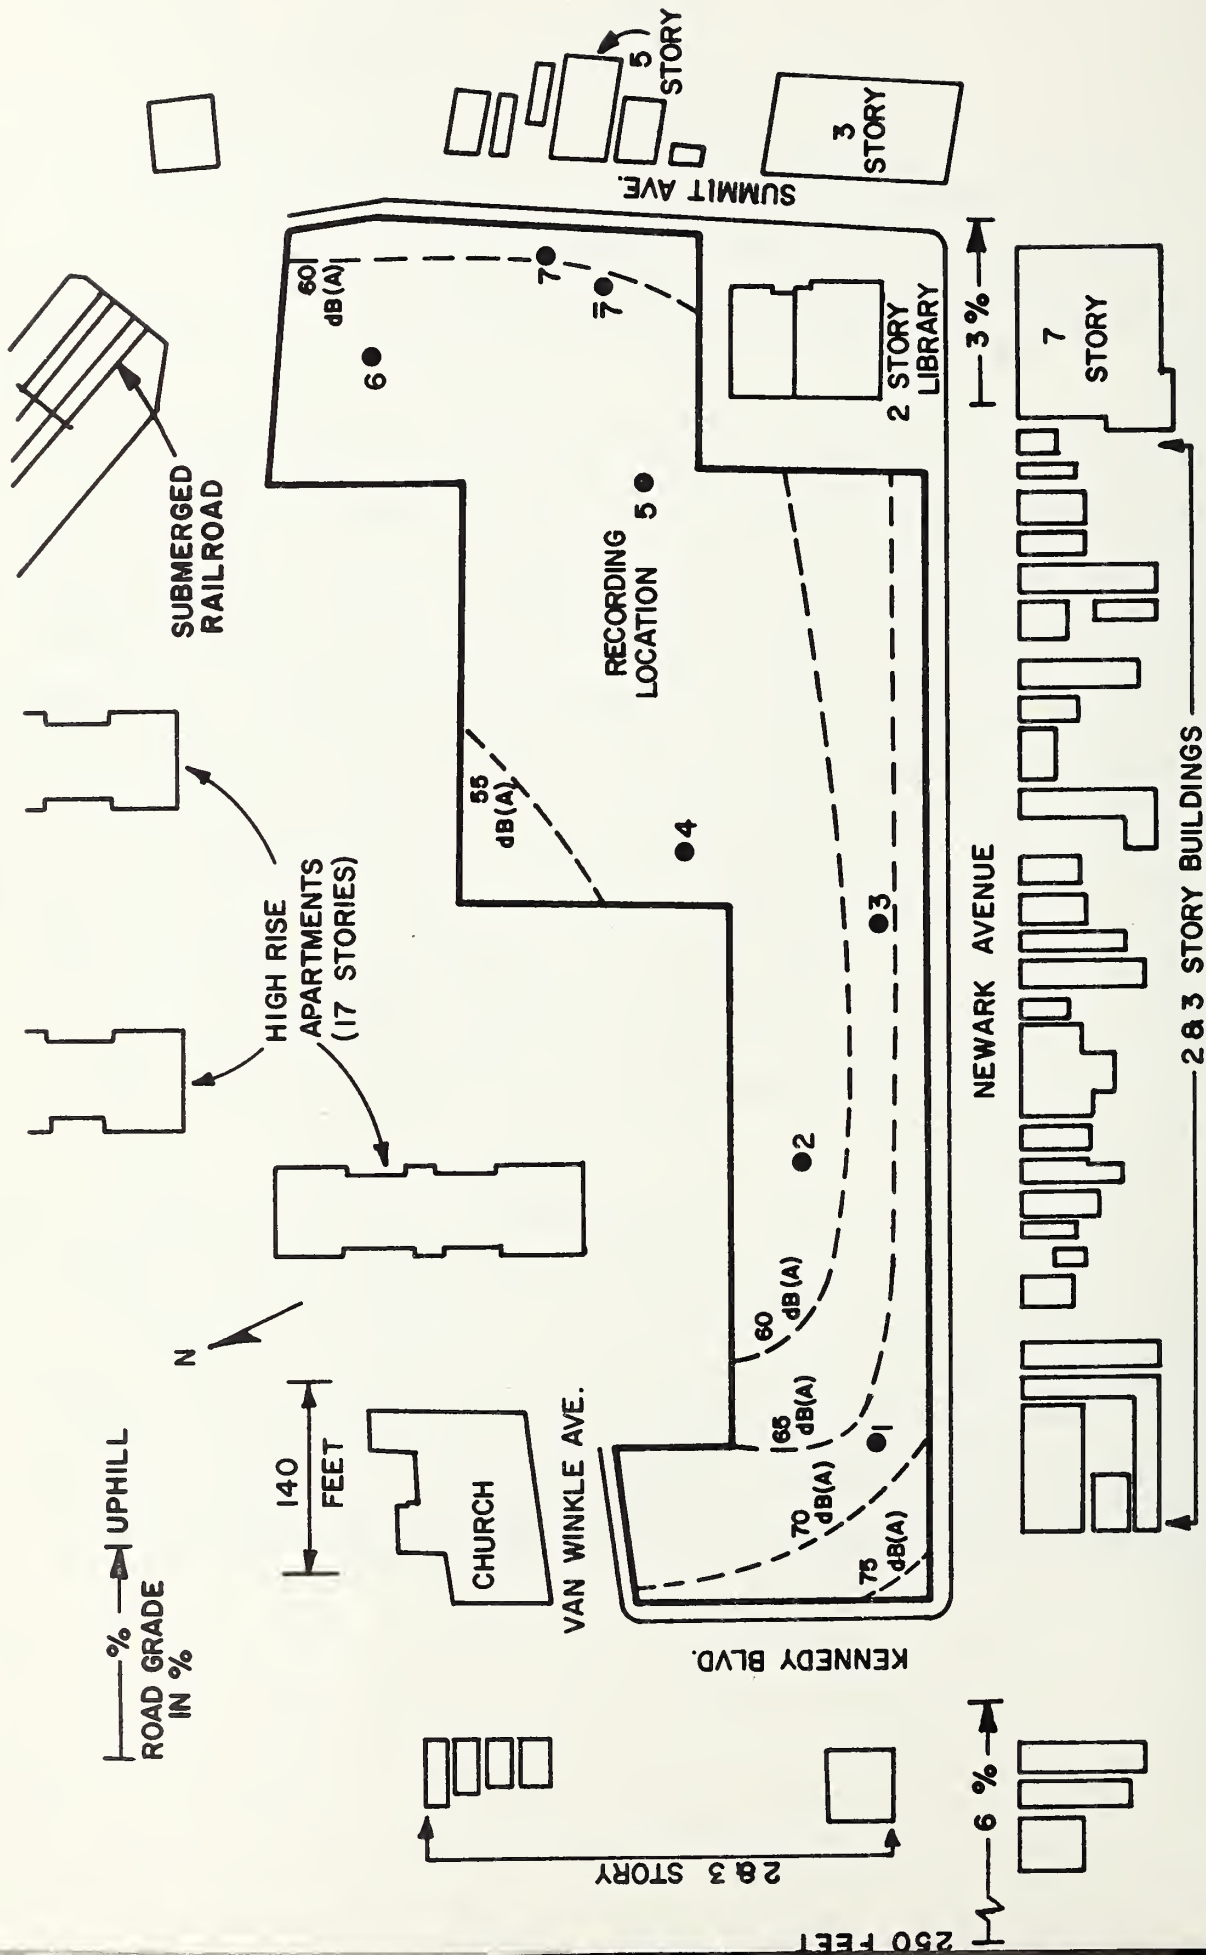 5
STORY
3
STORY
SUMMIT AVE.
60
dB(A)
7
7̅
6
SUBMERGED
RAILROAD
2 STORY
LIBRARY
3 %
7
STORY
RECORDING
LOCATION
5
55
dB(A)
4
3
HIGH RISE
APARTMENTS
(17 STORIES)
NEWARK AVENUE
2 & 3 STORY BUILDINGS
2
60
dB(A)
N
65
dB(A)
1
70
dB(A)
75
dB(A)
140
FEET
CHURCH
VAN WINKLE AVE.
% UPHILL
ROAD GRADE
IN %
KENNEDY BLVD.
2 & 3 STORY
6 %
250 FEET